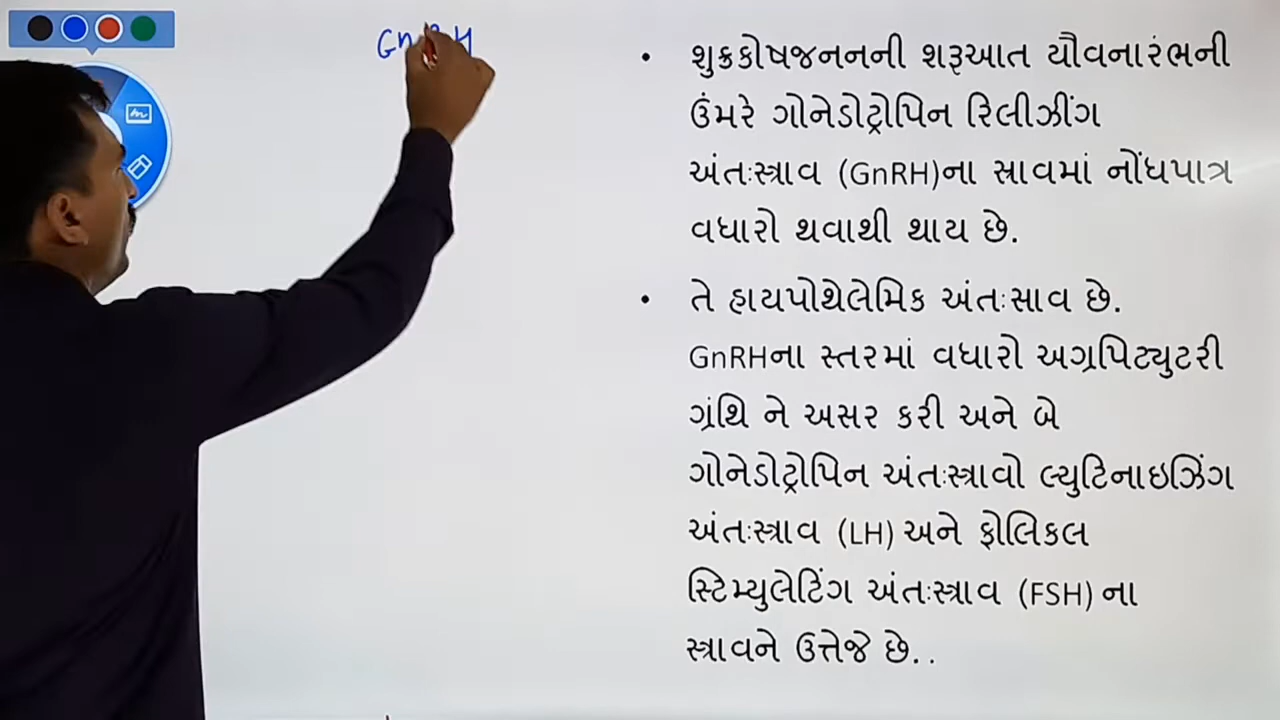 GnRH
• શુક્રકોષજનનની શરૂઆત યૌવનારંભની
ઉંમરે ગોનેડોટ્રોપિન રિલીઝીંગ
અંતઃસ્ત્રાવ (GnRH)ના સ્રાવમાં નોંધપાત્ર
વધારો થવાથી થાય છે.
• તે હાયપોથેલેમિક અંતઃસાવ છે.
GnRHના સ્તરમાં વધારો અગ્રપિટ્યુટરી
ગ્રંથિ ને અસર કરી અને બે
ગોનેડોટ્રોપિન અંતઃસ્ત્રાવો લ્યુટિનાઇઝિંગ
અંતઃસ્ત્રાવ (LH) અને ફોલિકલ
સ્ટિમ્યુલેટિંગ અંતઃસ્ત્રાવ (FSH) ના
સ્ત્રાવને ઉત્તેજે છે..